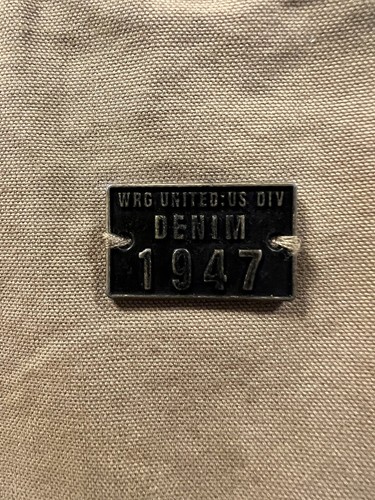 WRG UNITED:US DIV
DENIM
1947